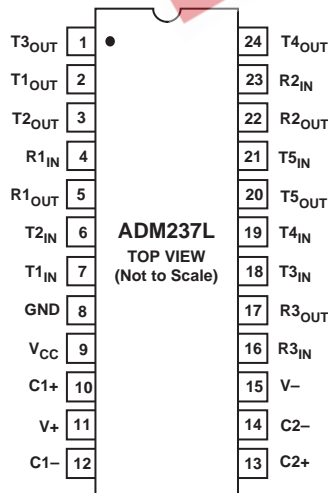 T3OUT 1 24 T4OUT
T1OUT 2 23 R2IN
T2OUT 3 22 R2OUT
R1IN 4 21 T5IN
R1OUT 5 20 T5OUT
T2IN 6 ADM237L 19 T4IN
TOP VIEW
T1IN 7 (Not to Scale) 18 T3IN
GND 8 17 R3OUT
VCC 9 16 R3IN
C1+ 10 15 V–
V+ 11 14 C2–
C1– 12 13 C2+